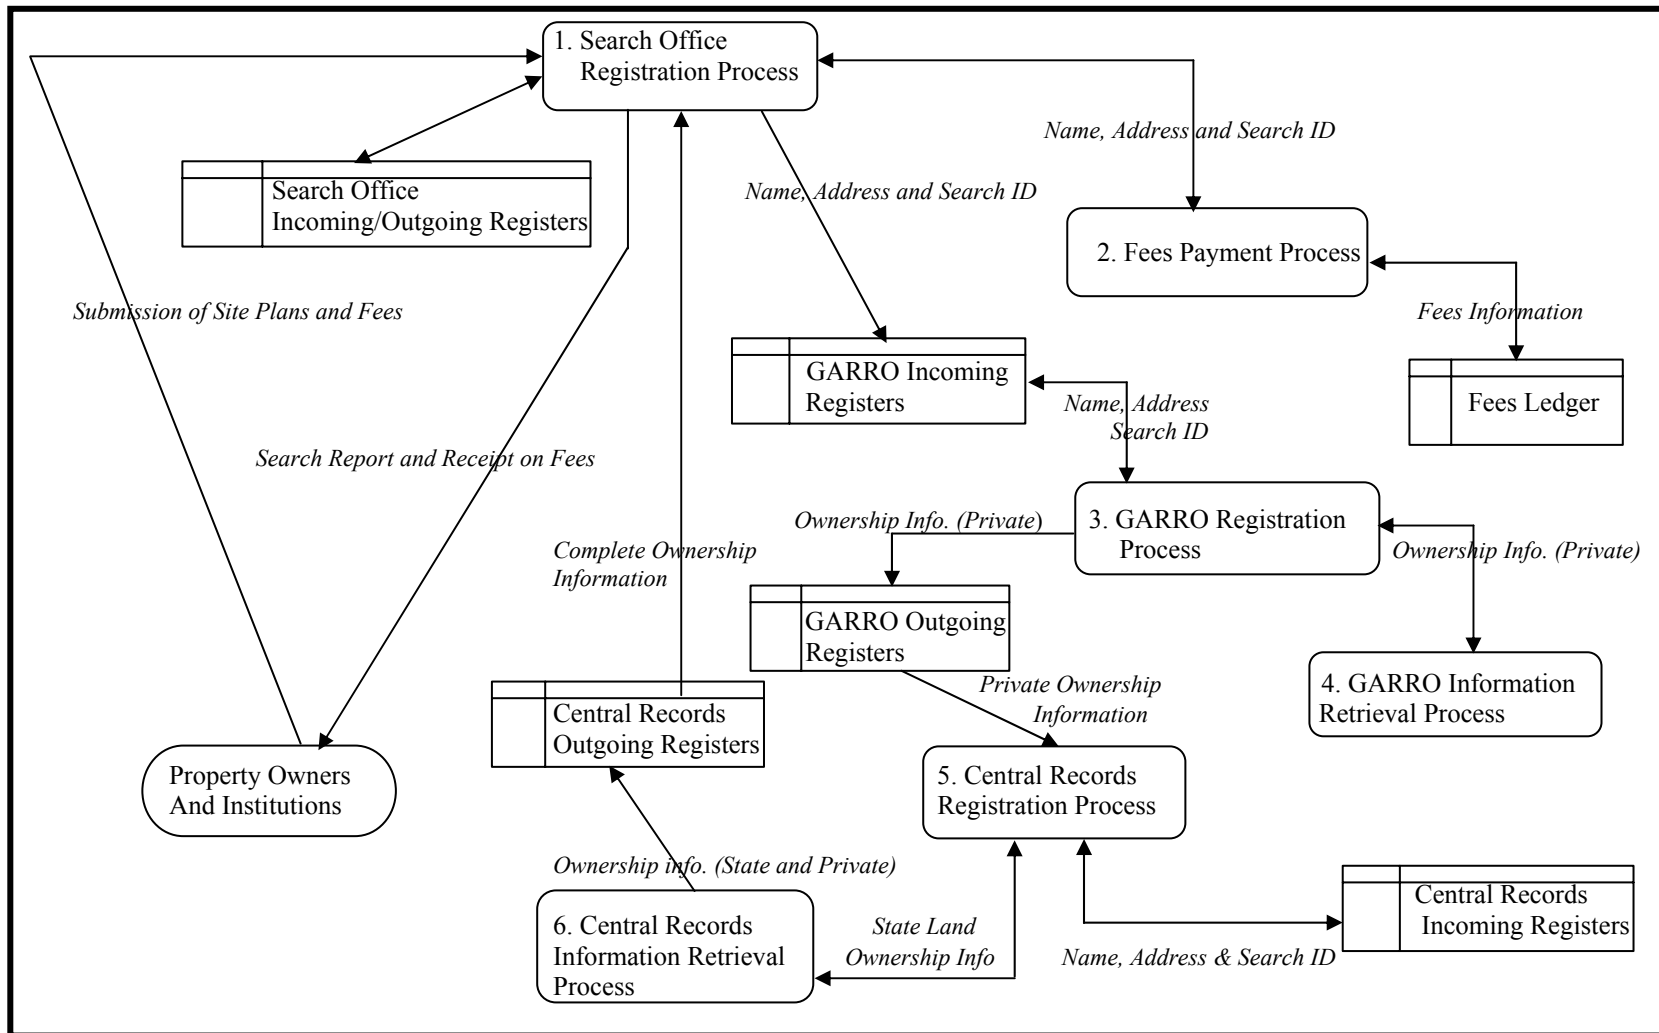 1. Search Office
Registration Process
Name, Address and Search ID
Search Office
Incoming/Outgoing Registers
Name, Address and Search ID
2. Fees Payment Process
Submission of Site Plans and Fees
Fees Information
GARRO Incoming
Registers
Name, Address
Search ID
Fees Ledger
Search Report and Receipt on Fees
Ownership Info. (Private)
3. GARRO Registration
Process
Ownership Info. (Private)
Complete Ownership
Information
GARRO Outgoing
Registers
4. GARRO Information
Retrieval Process
Private Ownership
Information
Central Records
Outgoing Registers
Property Owners
And Institutions
5. Central Records
Registration Process
Ownership info. (State and Private)
Central Records
Incoming Registers
6. Central Records
Information Retrieval
Process
State Land
Ownership Info
Name, Address & Search ID